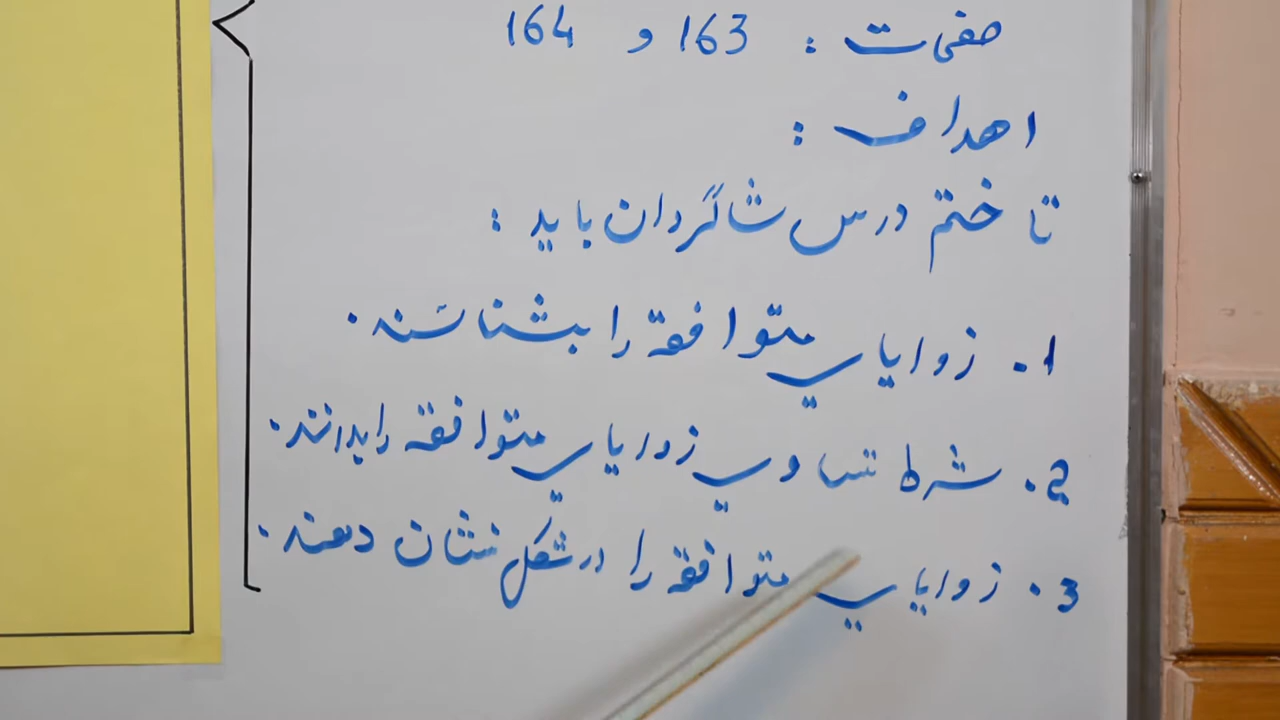 صفحات : 163 و 164
اهداف :
تا ختم درس شاگردان باید :
1. زوایای متوافقه را بشناسند.
2. شرط تساوی زوایای متوافقه را بدانند.
3. زوایای متوافقه را در شکل نشان دهند.